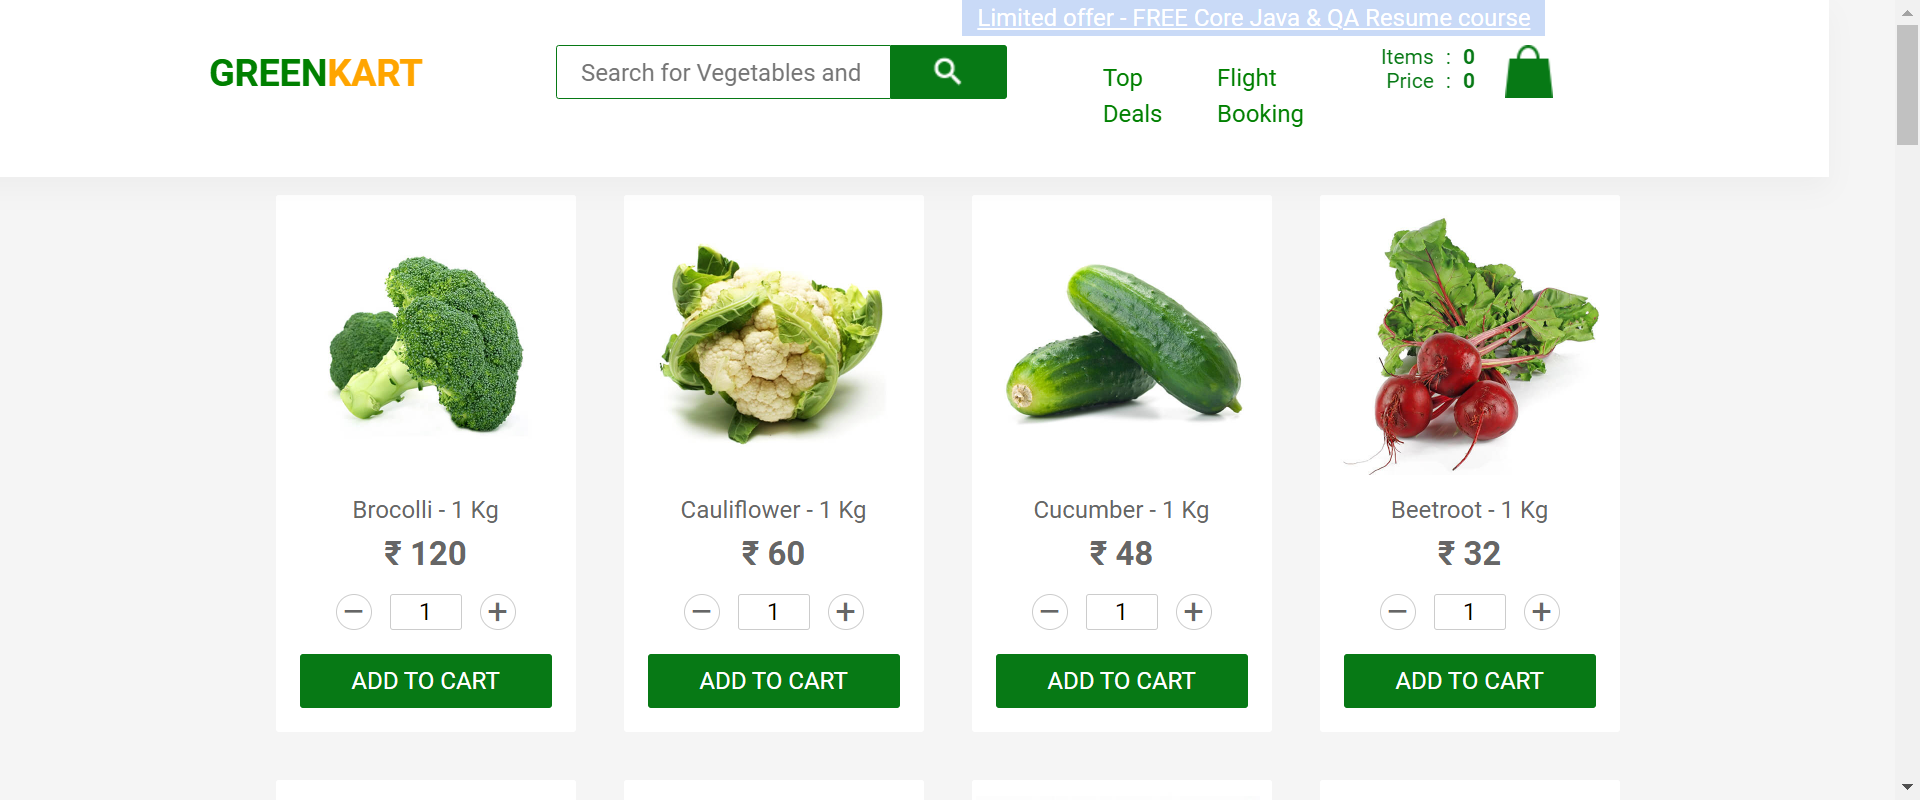 Limited offer - FREE Core Java & QA Resume course
GREENKART
Search for Vegetables and
Top Deals
Flight Booking
Items : 0
Price : 0
Brocolli - 1 Kg
₹ 120
− 1 +
ADD TO CART
Cauliflower - 1 Kg
₹ 60
− 1 +
ADD TO CART
Cucumber - 1 Kg
₹ 48
− 1 +
ADD TO CART
Beetroot - 1 Kg
₹ 32
− 1 +
ADD TO CART